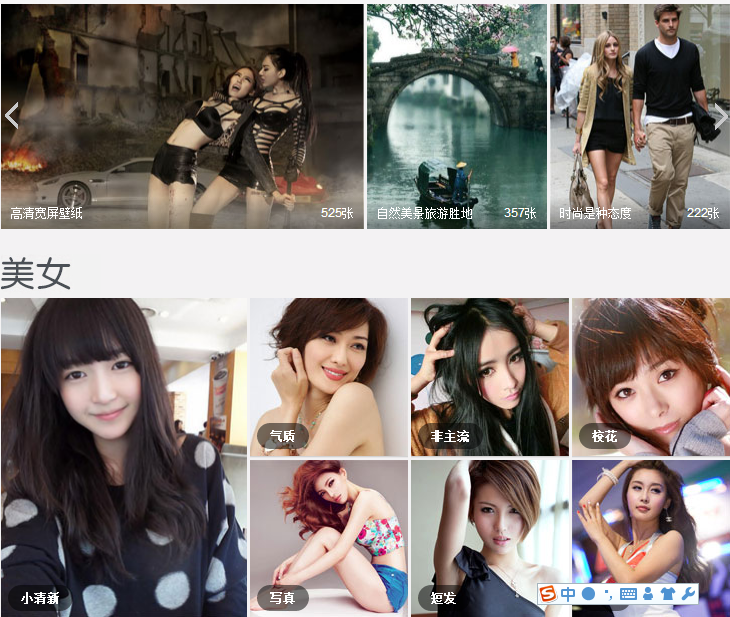 高清宽屏壁纸 525张
自然美景旅游胜地 357张
时尚是种态度 222张
美女
气质
非主流
校花
小清新
写真
短发
中